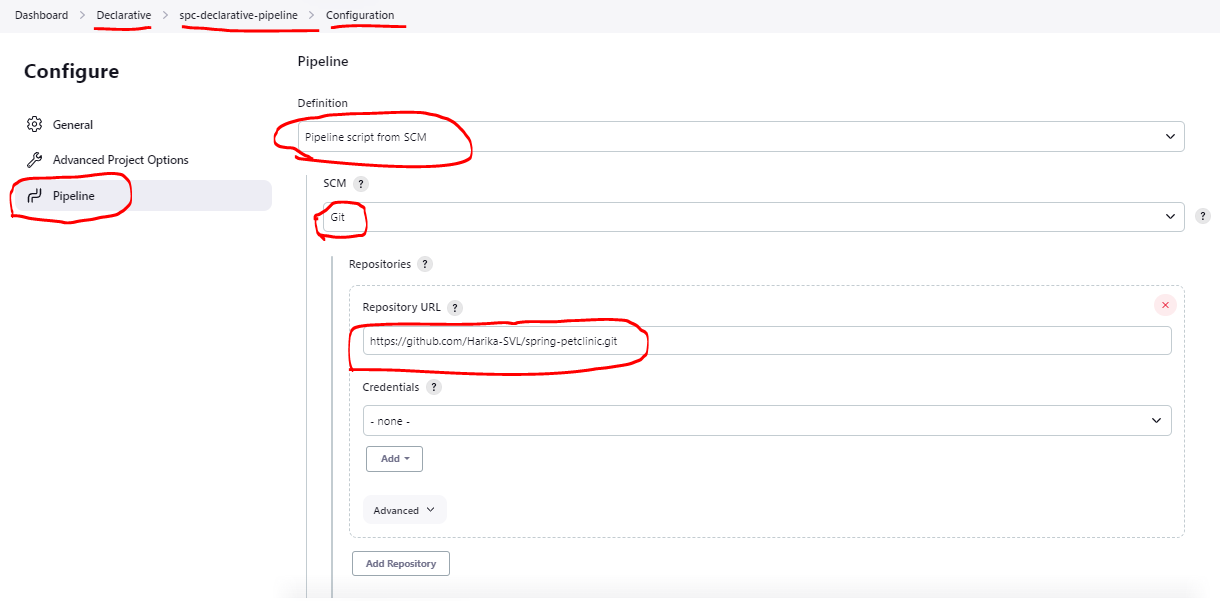 Dashboard > Declarative > spc-declarative-pipeline > Configuration
Configure
General
Advanced Project Options
Pipeline
Pipeline
Definition
Pipeline script from SCM
SCM ?
Git
?
Repositories ?
Repository URL ?
https://github.com/Harika-SVL/spring-petclinic.git
Credentials ?
- none -
Add
Advanced
Add Repository